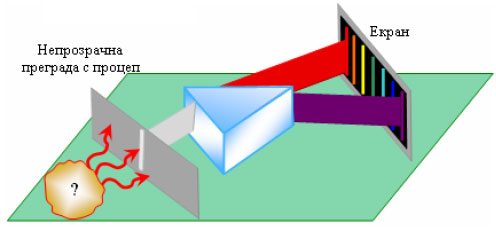 Непрозрачна
преграда с процеп
Екран
?